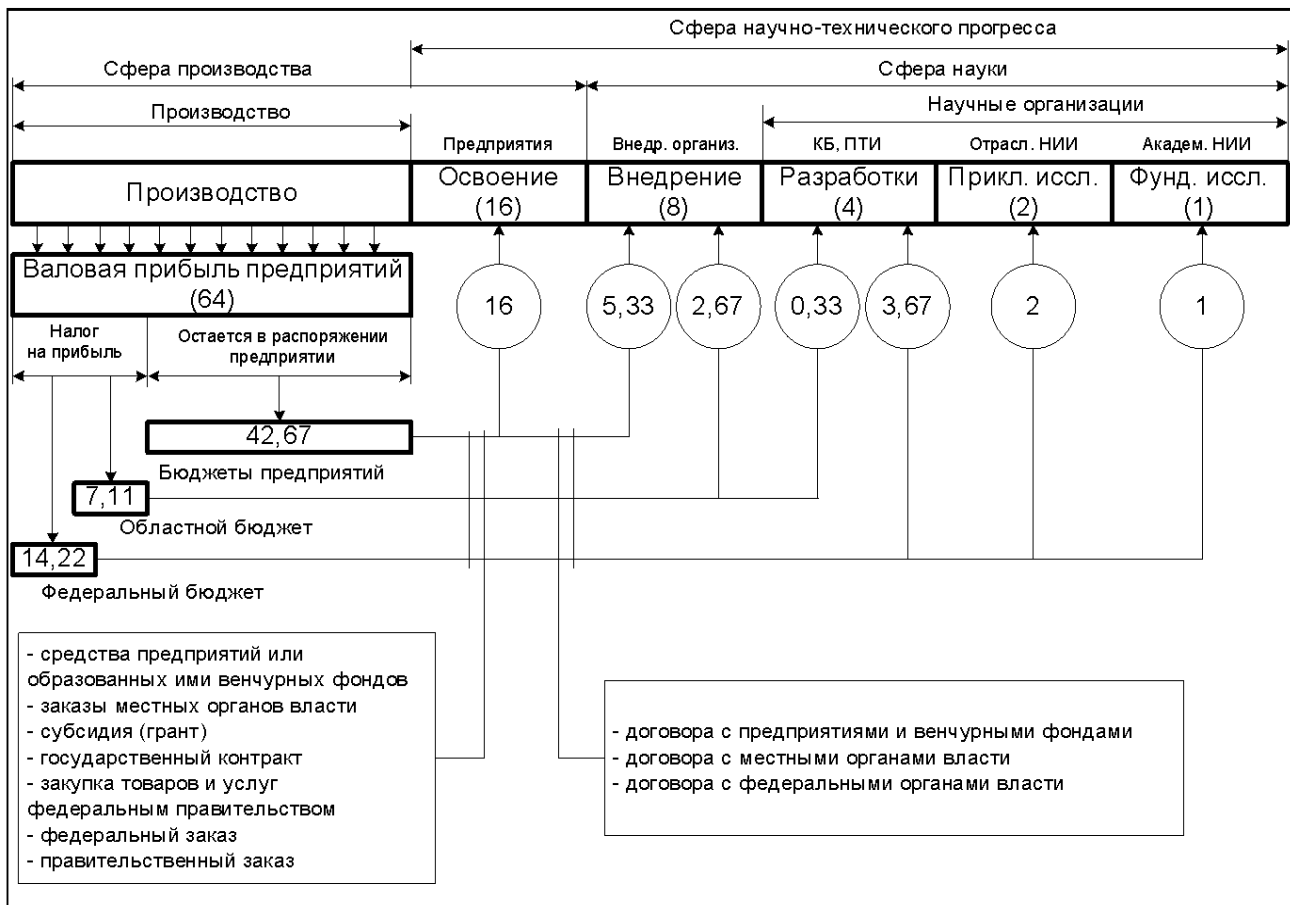 Сфера научно-технического прогресса
Сфера производства
Сфера науки
Производство
Научные организации
Предприятия
Внедр. организ.
КБ, ПТИ
Отрасл. НИИ
Академ. НИИ
Производство
Освоение
(16)
Внедрение
(8)
Разработки
(4)
Прикл. иссл.
(2)
Фунд. иссл.
(1)
Валовая прибыль предприятий
(64)
16
5,33
2,67
0,33
3,67
2
1
Налог
на прибыль
Остается в распоряжении
предприятии
42,67
Бюджеты предприятий
7,11
Областной бюджет
14,22
Федеральный бюджет
- средства предприятий или
образованных ими венчурных фондов
- заказы местных органов власти
- субсидия (грант)
- государственный контракт
- закупка товаров и услуг
федеральным правительством
- федеральный заказ
- правительственный заказ
- договора с предприятиями и венчурными фондами
- договора с местными органами власти
- договора с федеральными органами власти